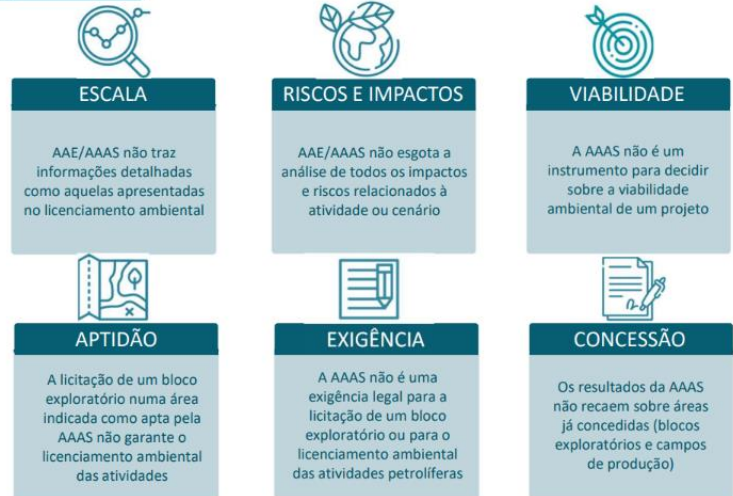 ESCALA
AAE/AAAS não traz
informações detalhadas
como aquelas apresentadas
no licenciamento ambiental
RISCOS E IMPACTOS
AAE/AAAS não esgota a
análise de todos os impactos
e riscos relacionados à
atividade ou cenário
VIABILIDADE
A AAAS não é um
instrumento para decidir
sobre a viabilidade
ambiental de um projeto
APTIDÃO
A licitação de um bloco
exploratório numa área
indicada como apta pela
AAAS não garante o
licenciamento ambiental
das atividades
EXIGÊNCIA
A AAAS não é uma
exigência legal para a
licitação de um bloco
exploratório ou para o
licenciamento ambiental
das atividades petrolíferas
CONCESSÃO
Os resultados da AAAS
não recaem sobre áreas
já concedidas (blocos
exploratórios e campos
de produção)